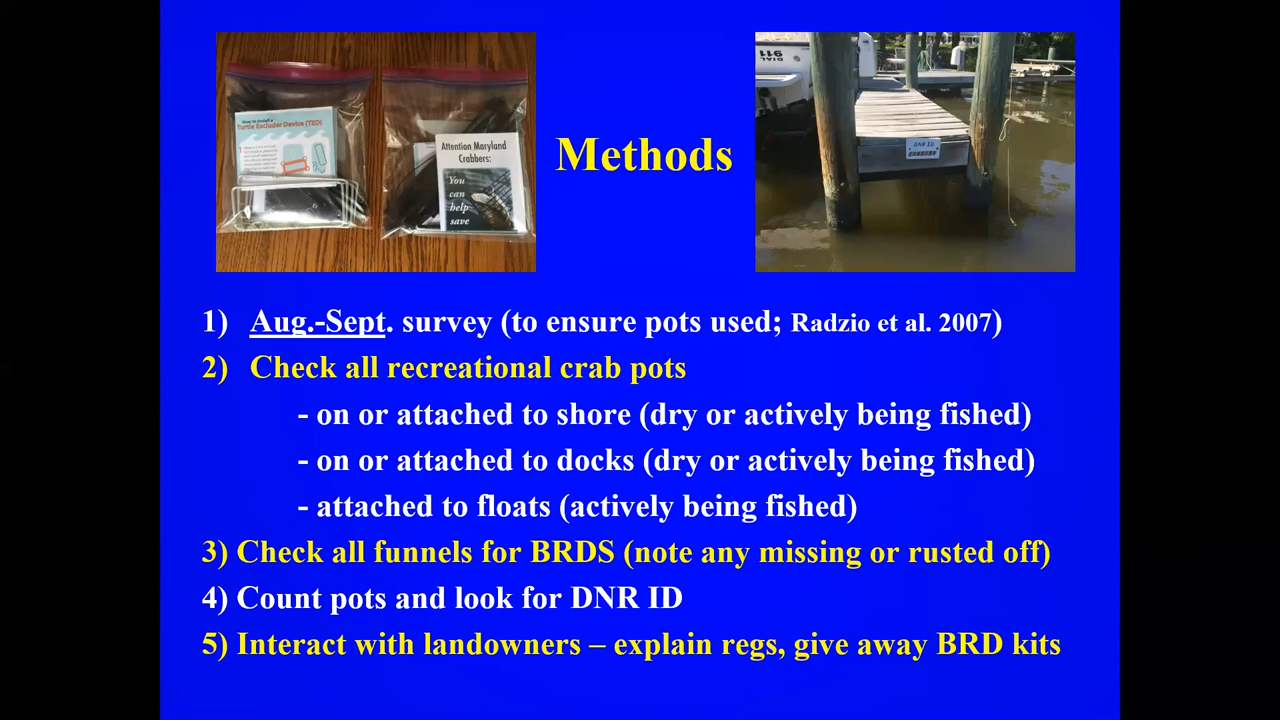 How to Install a
Turtle Excluder Device (TED)
Attention Maryland
Crabbers:
You
can
help
save
Methods
DIAL
911
DNR ID
1) Aug.-Sept. survey (to ensure pots used; Radzio et al. 2007)
2) Check all recreational crab pots
- on or attached to shore (dry or actively being fished)
- on or attached to docks (dry or actively being fished)
- attached to floats (actively being fished)
3) Check all funnels for BRDS (note any missing or rusted off)
4) Count pots and look for DNR ID
5) Interact with landowners – explain regs, give away BRD kits